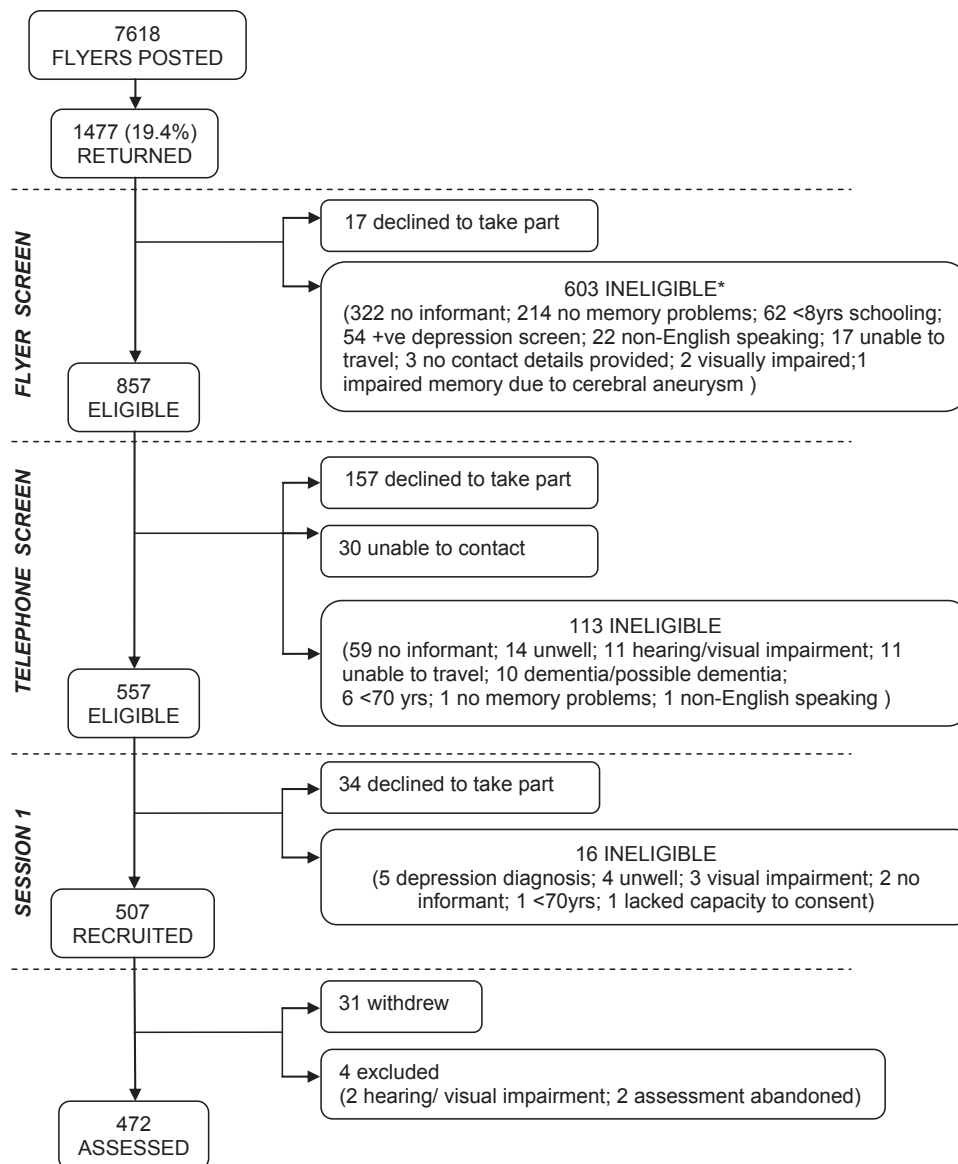 7618
FLYERS POSTED
1477 (19.4%)
RETURNED
FLYER SCREEN
17 declined to take part
603 INELIGIBLE*
(322 no informant; 214 no memory problems; 62 <8yrs schooling;
54 +ve depression screen; 22 non-English speaking; 17 unable to
travel; 3 no contact details provided; 2 visually impaired;1
impaired memory due to cerebral aneurysm )
857
ELIGIBLE
TELEPHONE SCREEN
157 declined to take part
30 unable to contact
113 INELIGIBLE
(59 no informant; 14 unwell; 11 hearing/visual impairment; 11
unable to travel; 10 dementia/possible dementia;
6 <70 yrs; 1 no memory problems; 1 non-English speaking )
557
ELIGIBLE
SESSION 1
34 declined to take part
16 INELIGIBLE
(5 depression diagnosis; 4 unwell; 3 visual impairment; 2 no
informant; 1 <70yrs; 1 lacked capacity to consent)
507
RECRUITED
31 withdrew
4 excluded
(2 hearing/ visual impairment; 2 assessment abandoned)
472
ASSESSED